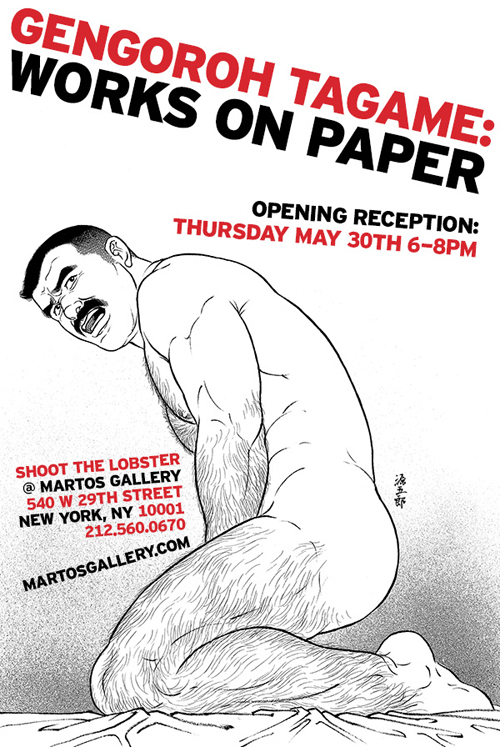 GENGOROH TAGAME:
WORKS ON PAPER
OPENING RECEPTION:
THURSDAY MAY 30TH 6–8PM
源五郎
SHOOT THE LOBSTER
@ MARTOS GALLERY
540 W 29TH STREET
NEW YORK, NY 10001
212.560.0670
MARTOSGALLERY.COM